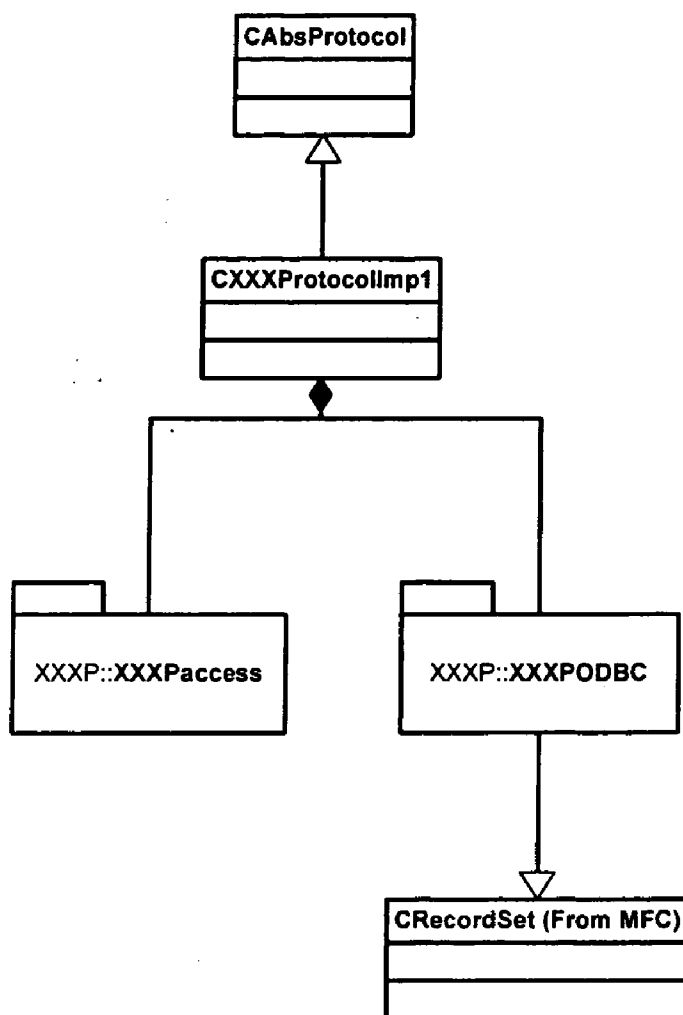 CAbsProtocol
CXXXProtocolImp1
XXXP::XXXPaccess
XXXP::XXXPODBC
CRecordSet (From MFC)